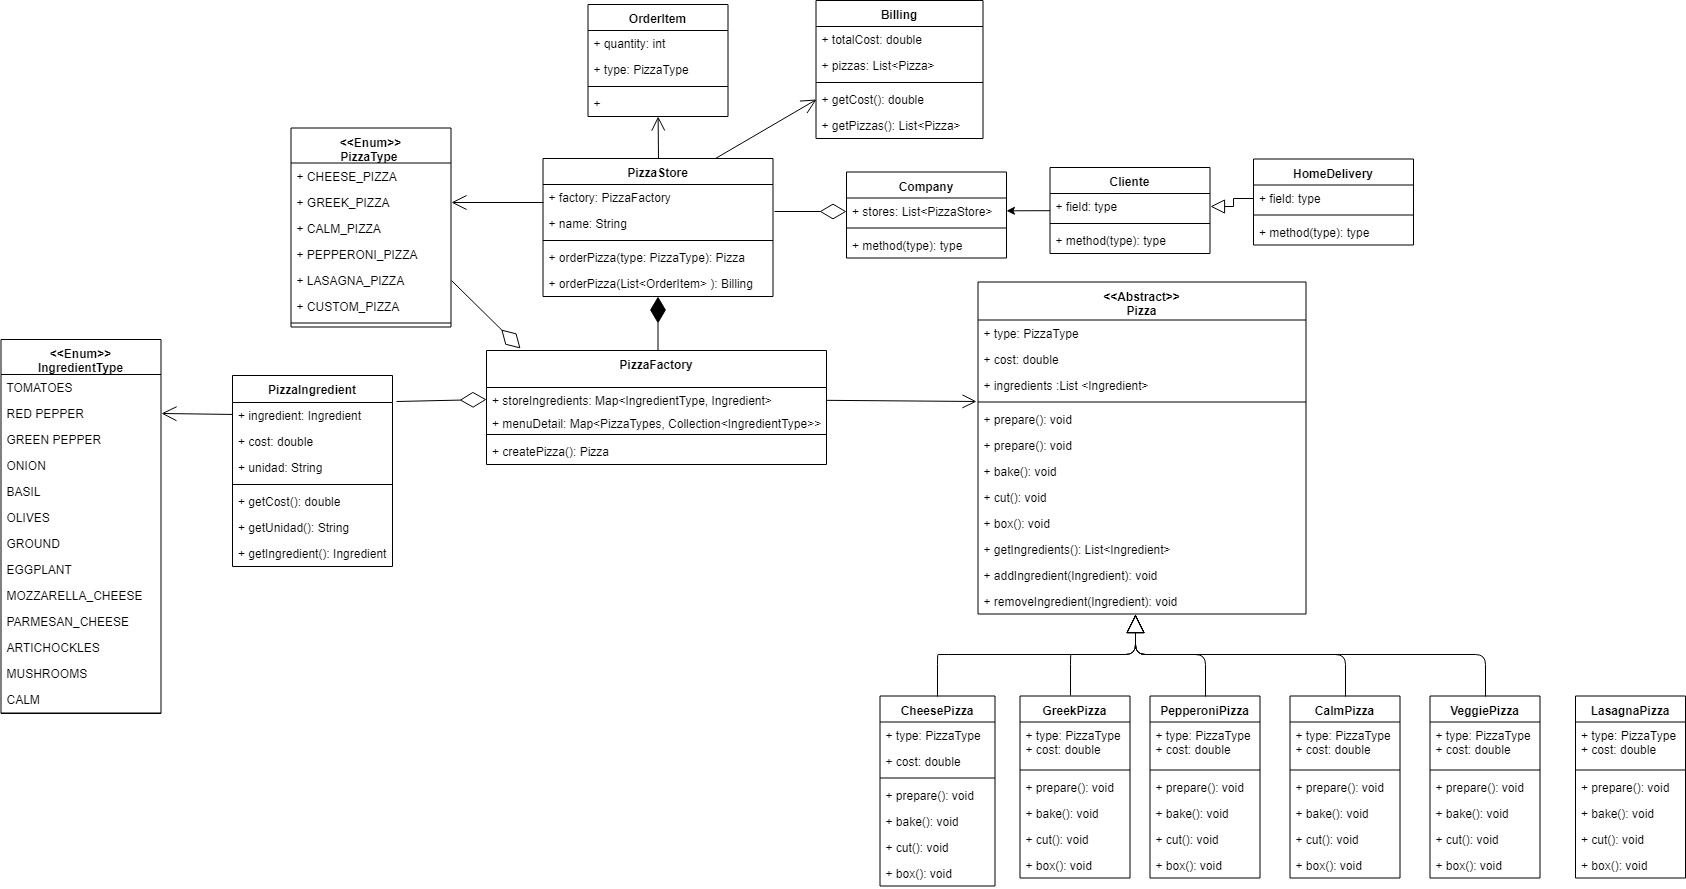 OrderItem
+ quantity: int
+ type: PizzaType
+
Billing
+ totalCost: double
+ pizzas: List<Pizza>
+ getCost(): double
+ getPizzas(): List<Pizza>
<<Enum>>
PizzaType
+ CHEESE_PIZZA
+ GREEK_PIZZA
+ CALM_PIZZA
+ PEPPERONI_PIZZA
+ LASAGNA_PIZZA
+ CUSTOM_PIZZA
PizzaStore
+ factory: PizzaFactory
+ name: String
+ orderPizza(type: PizzaType): Pizza
+ orderPizza(List<OrderItem> ): Billing
Company
+ stores: List<PizzaStore>
+ method(type): type
Cliente
+ field: type
+ method(type): type
HomeDelivery
+ field: type
+ method(type): type
<<Enum>>
IngredientType
TOMATOES
RED PEPPER
GREEN PEPPER
ONION
BASIL
OLIVES
GROUND
EGGPLANT
MOZZARELLA_CHEESE
PARMESAN_CHEESE
ARTICHOCKLES
MUSHROOMS
CALM
PizzaIngredient
+ ingredient: Ingredient
+ cost: double
+ unidad: String
+ getCost(): double
+ getUnidad(): String
+ getIngredient(): Ingredient
PizzaFactory
+ storeIngredients: Map<IngredientType, Ingredient>
+ menuDetail: Map<PizzaTypes, Collection<IngredientType>>
+ createPizza(): Pizza
<<Abstract>>
Pizza
+ type: PizzaType
+ cost: double
+ ingredients :List <Ingredient>
+ prepare(): void
+ prepare(): void
+ bake(): void
+ cut(): void
+ box(): void
+ getIngredients(): List<Ingredient>
+ addIngredient(Ingredient): void
+ removeIngredient(Ingredient): void
CheesePizza
+ type: PizzaType
+ cost: double
+ prepare(): void
+ bake(): void
+ cut(): void
+ box(): void
GreekPizza
+ type: PizzaType
+ cost: double
+ prepare(): void
+ bake(): void
+ cut(): void
+ box(): void
PepperoniPizza
+ type: PizzaType
+ cost: double
+ prepare(): void
+ bake(): void
+ cut(): void
+ box(): void
CalmPizza
+ type: PizzaType
+ cost: double
+ prepare(): void
+ bake(): void
+ cut(): void
+ box(): void
VeggiePizza
+ type: PizzaType
+ cost: double
+ prepare(): void
+ bake(): void
+ cut(): void
+ box(): void
LasagnaPizza
+ type: PizzaType
+ cost: double
+ prepare(): void
+ bake(): void
+ cut(): void
+ box(): void